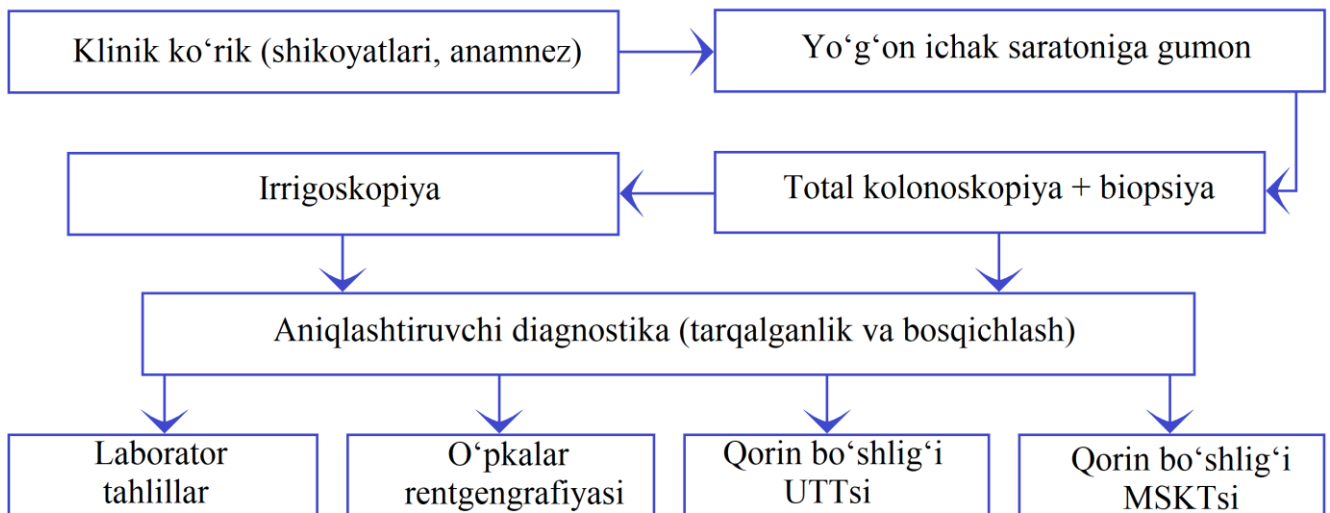 Klinik ko‘rik (shikoyatlari, anamnez)
Yo‘g‘on ichak saratoniga gumon
Irrigoskopiya
Total kolonoskopiya + biopsiya
Aniqlashtiruvchi diagnostika (tarqalganlik va bosqichlash)
Laborator
tahlillar
O‘pkalar
rentgengrafiyasi
Qorin bo‘shlig‘i
UTTsi
Qorin bo‘shlig‘i
MSKTsi